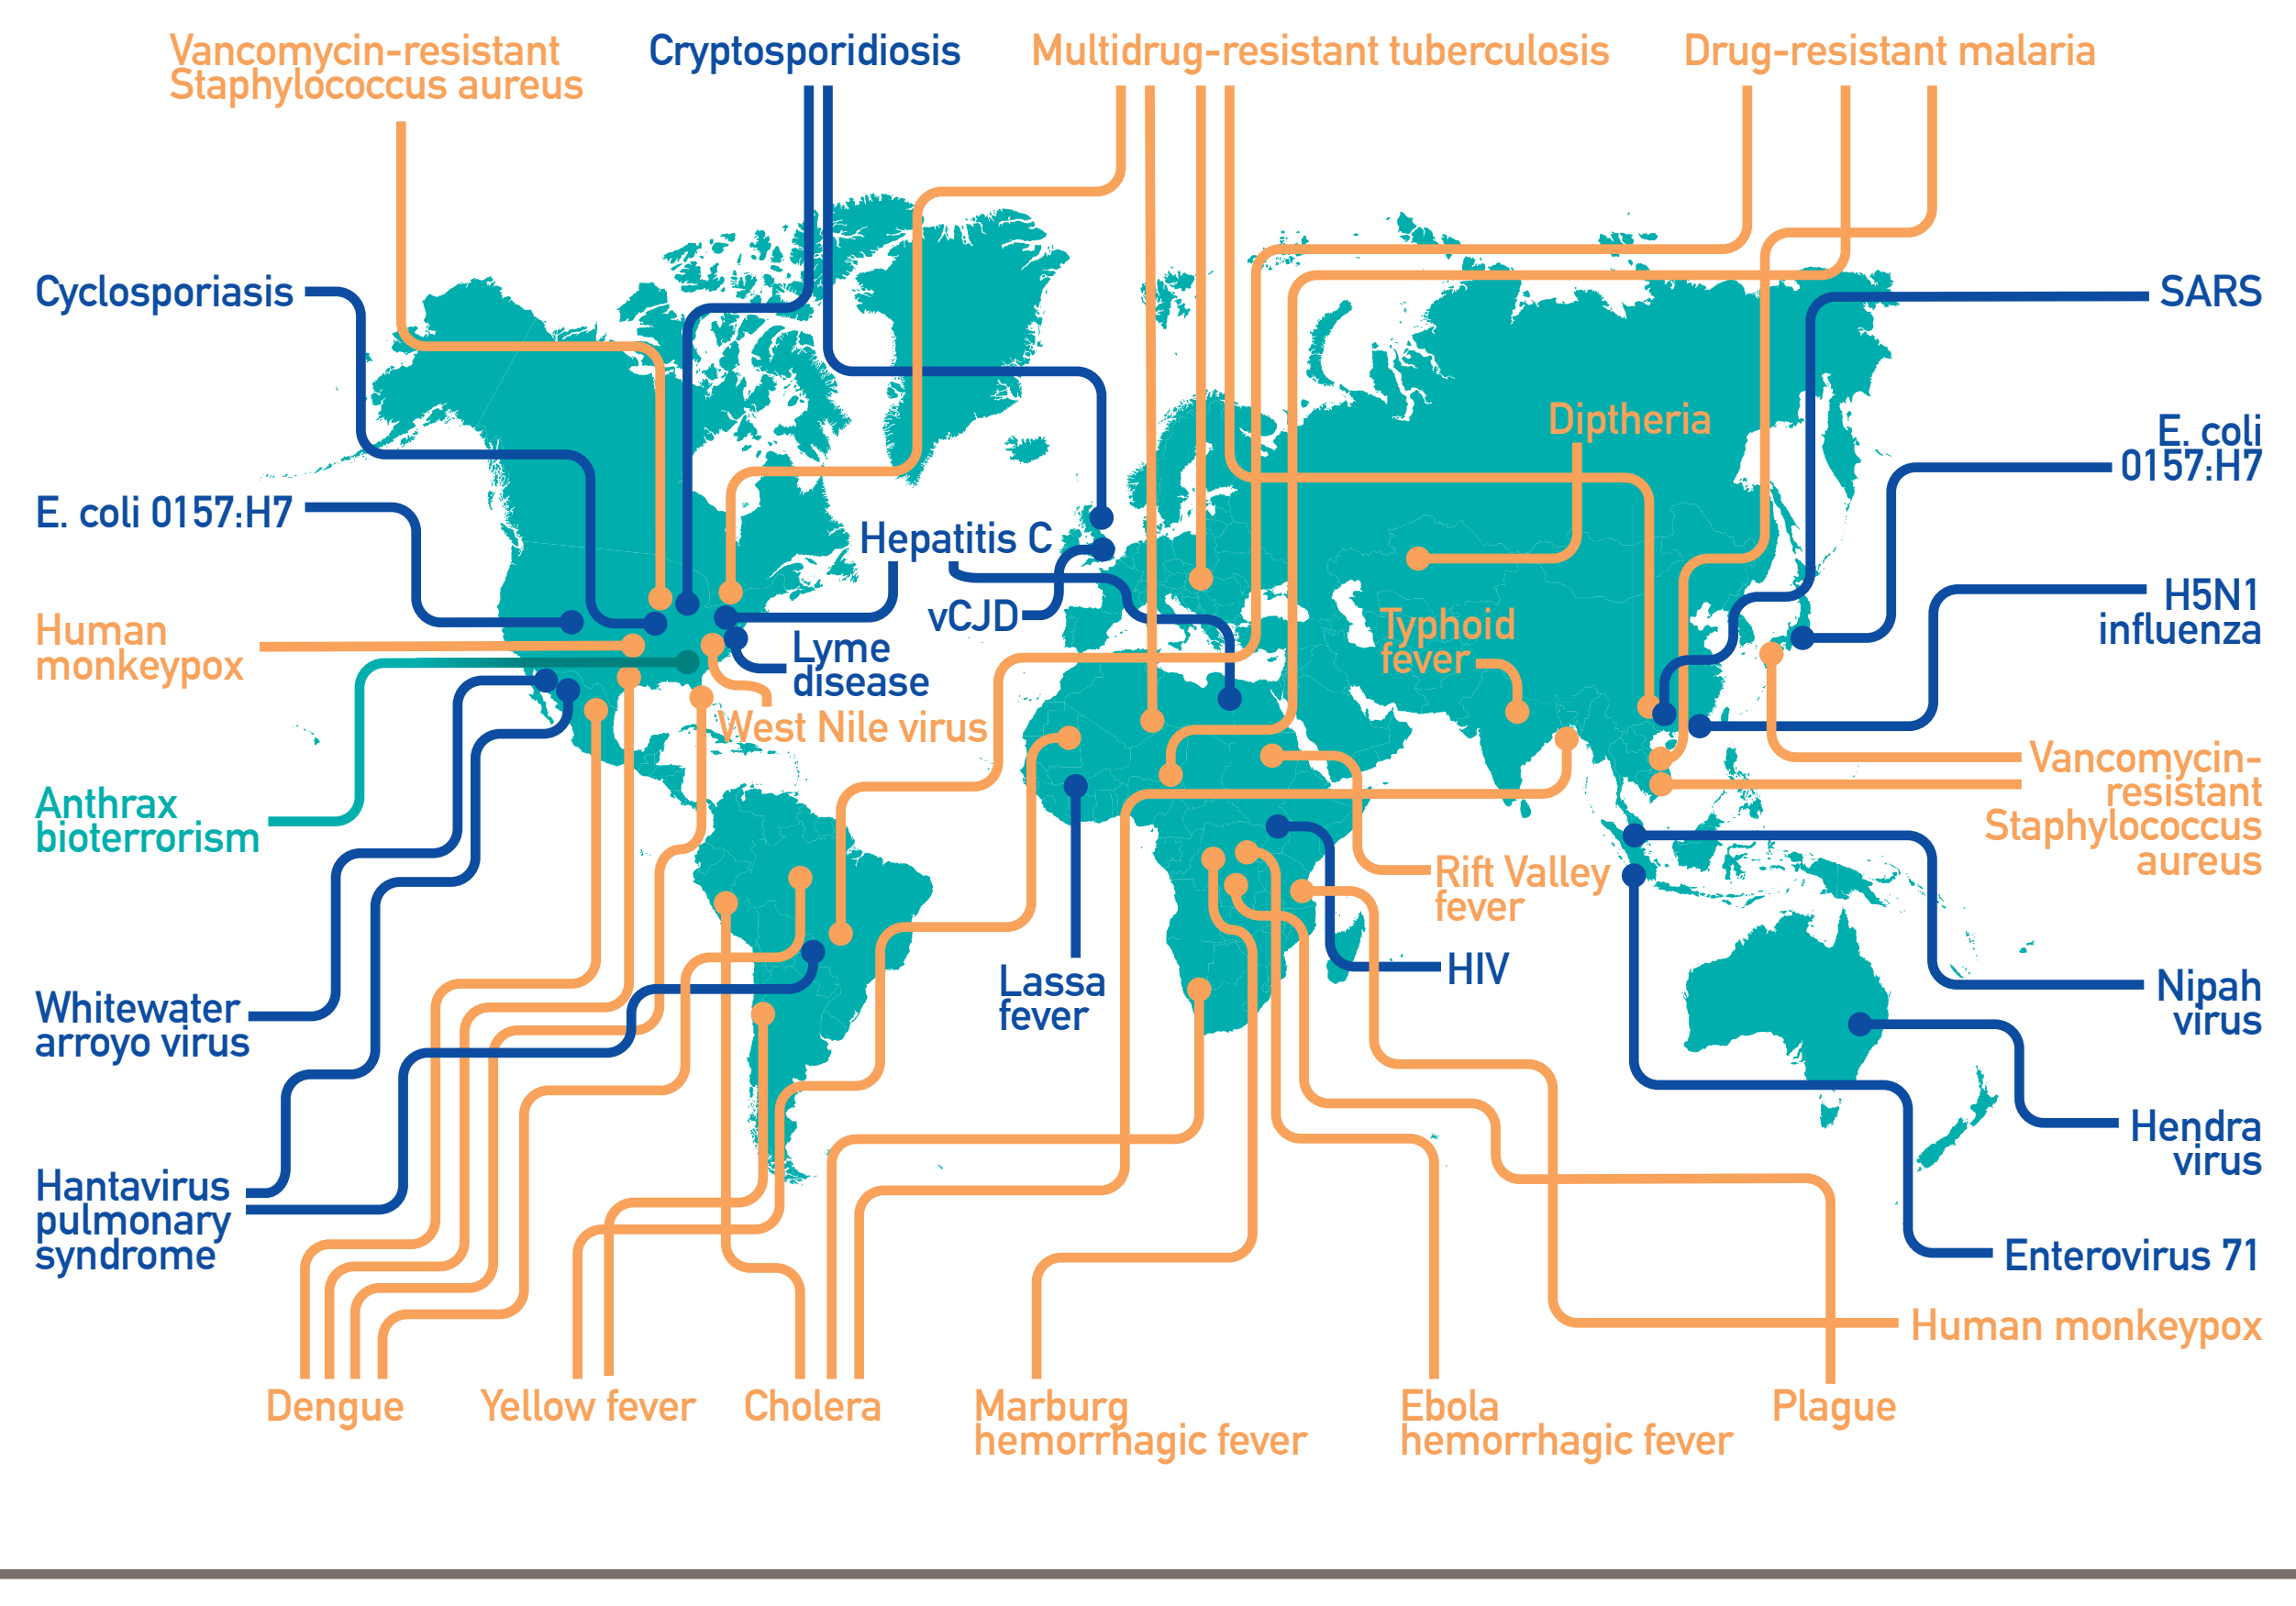 Vancomycin-resistant
Staphylococcus aureus
Cryptosporidiosis
Multidrug-resistant tuberculosis
Drug-resistant malaria
Cyclosporiasis
SARS
Diptheria
E. coli
0157:H7
E. coli 0157:H7
Hepatitis C
H5N1
influenza
vCJD
Human
monkeypox
Typhoid
fever
Lyme
disease
West Nile virus
Vancomycin-
resistant
Staphylococcus
aureus
Anthrax
bioterrorism
Rift Valley
fever
HIV
Lassa
fever
Nipah
virus
Whitewater
arroyo virus
Hendra
virus
Hantavirus
pulmonary
syndrome
Enterovirus 71
Human monkeypox
Dengue
Yellow fever
Cholera
Marburg
hemorrhagic fever
Ebola
hemorrhagic fever
Plague